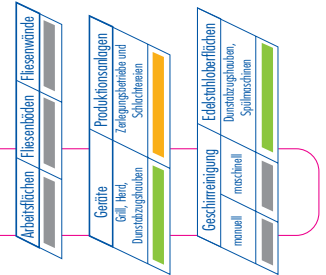 Arbeitsflächen
Fliesenböden
Fliesenwände
Geräte
Grill, Herd,
Dunstabzugshauben
Produktionsanlagen
Zerlegungsbetriebe und
Schlachtereien
Geschirreinigung
manuell
maschinell
Edelstahloberflächen
Dunstabzugshauben,
Spülmaschinen